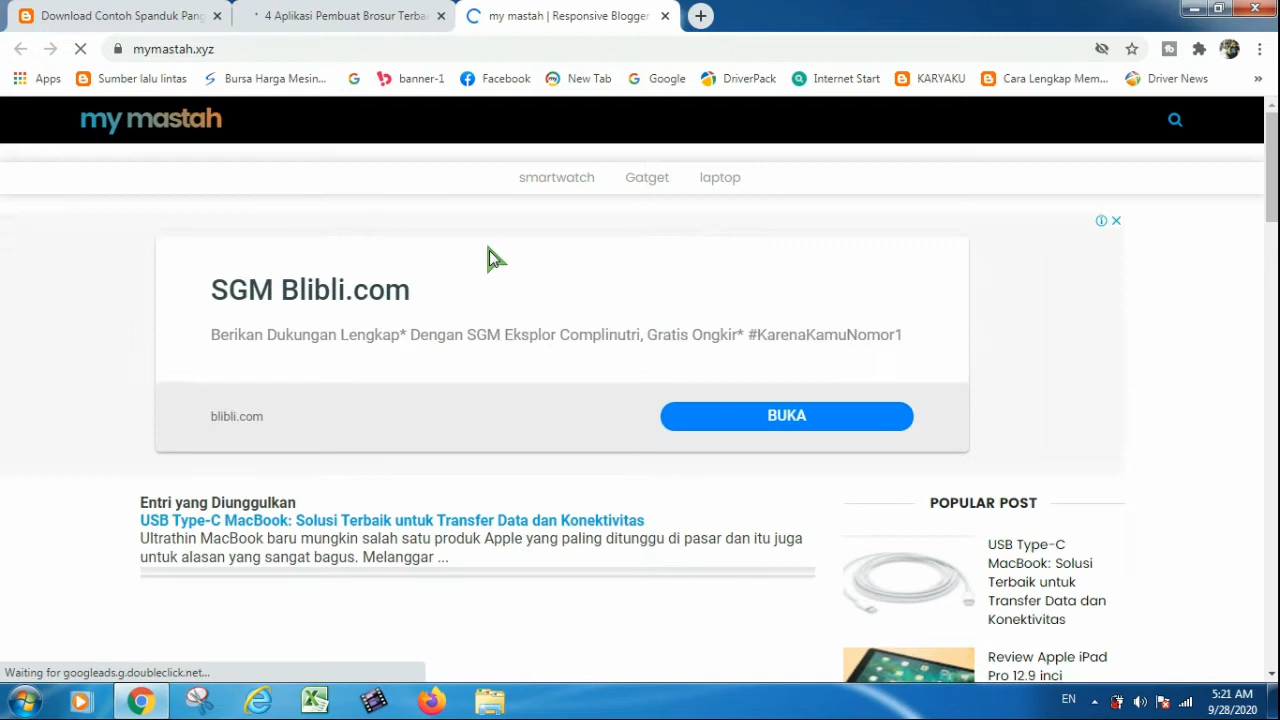 Download Contoh Spanduk Pang
4 Aplikasi Pembuat Brosur Terba
my mastah | Responsive Blogger
mymastah.xyz
Apps
Sumber lalu lintas
Bursa Harga Mesin...
banner-1
Facebook
New Tab
Google
DriverPack
Internet Start
KARYAKU
Cara Lengkap Mem...
Driver News
»
my mastah
smartwatch
Gatget
laptop
SGM Blibli.com
Berikan Dukungan Lengkap* Dengan SGM Eksplor Complinutri, Gratis Ongkir* #KarenaKamuNomor1
blibli.com
BUKA
Entri yang Diunggulkan
USB Type-C MacBook: Solusi Terbaik untuk Transfer Data dan Konektivitas
Ultrathin MacBook baru mungkin salah satu produk Apple yang paling ditunggu di pasar dan itu juga
untuk alasan yang sangat bagus. Melanggar ...
POPULAR POST
USB Type-C
MacBook: Solusi
Terbaik untuk
Transfer Data dan
Konektivitas
Review Apple iPad
Pro 12.9 inci
Waiting for googleads.g.doubleclick.net...
EN
5:21 AM
9/28/2020